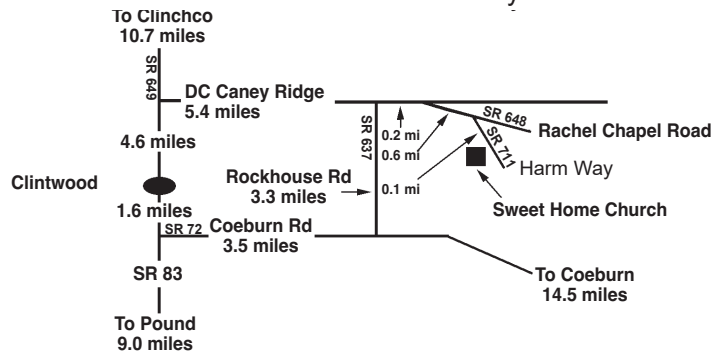 To Clinchco
10.7 miles
SR 649
DC Caney Ridge
5.4 miles
4.6 miles
SR 637
0.2 mi
0.6 mi
0.1 mi
SR 648
Rachel Chapel Road
SR 711
Harm Way
Clintwood
Rockhouse Rd
3.3 miles
Sweet Home Church
1.6 miles
SR 72
Coeburn Rd
3.5 miles
SR 83
To Coeburn
14.5 miles
To Pound
9.0 miles